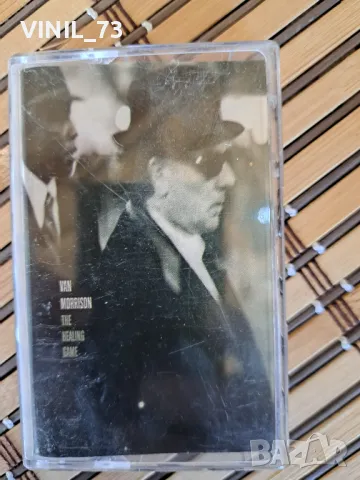 VINIL_73
VAN
MORRISON
THE
HEALING
GAME
BAZAR